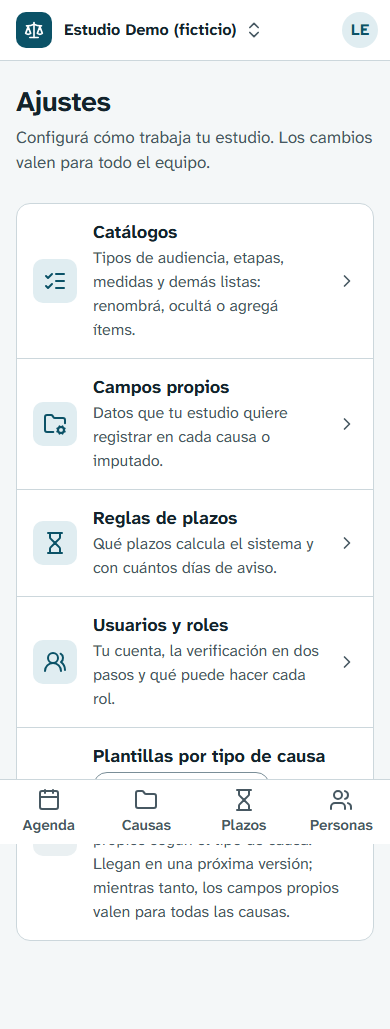 Estudio Demo (ficticio)
LE
Ajustes
Configurá cómo trabaja tu estudio. Los cambios
valen para todo el equipo.
Catálogos
Tipos de audiencia, etapas,
medidas y demás listas:
renombrá, ocultá o agregá
ítems.
Campos propios
Datos que tu estudio quiere
registrar en cada causa o
imputado.
Reglas de plazos
Qué plazos calcula el sistema y
con cuántos días de aviso.
Usuarios y roles
Tu cuenta, la verificación en dos
pasos y qué puede hacer cada
rol.
Plantillas por tipo de causa
Agenda
Causas
Plazos
Personas
Llegan en una próxima versión;
mientras tanto, los campos propios
valen para todas las causas.